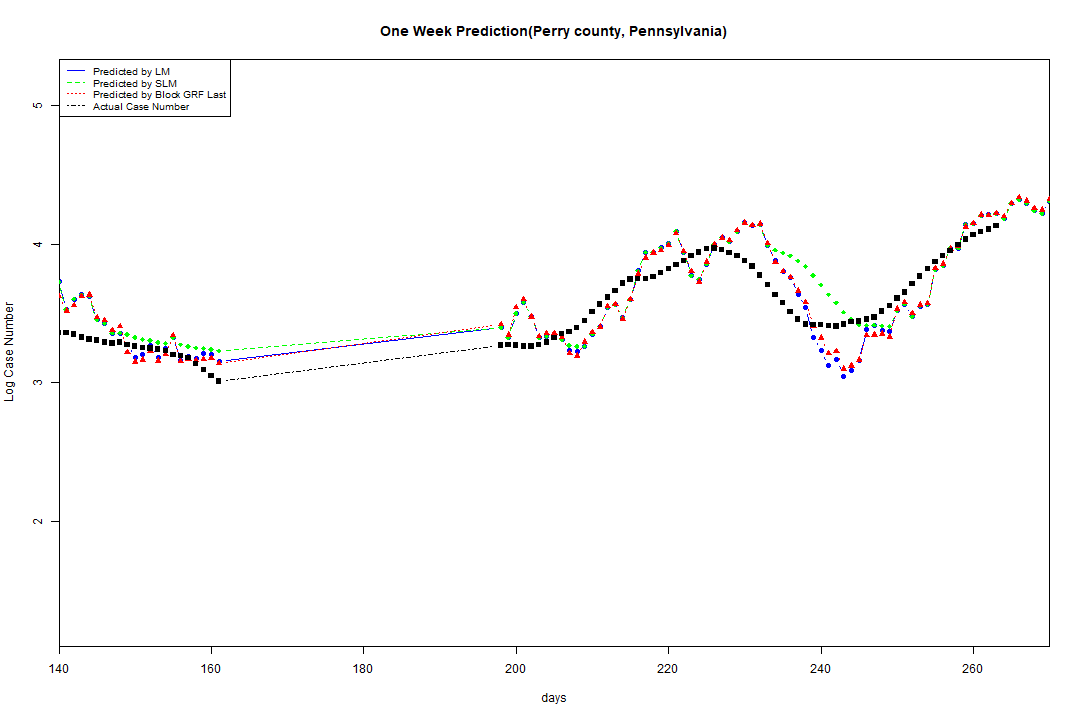 One Week Prediction(Perry county, Pennsylvania)
Predicted by LM
Predicted by SLM
Predicted by Block GRF Last
Actual Case Number
5
4
3
2
Log Case Number
140 160 180 200 220 240 260
days